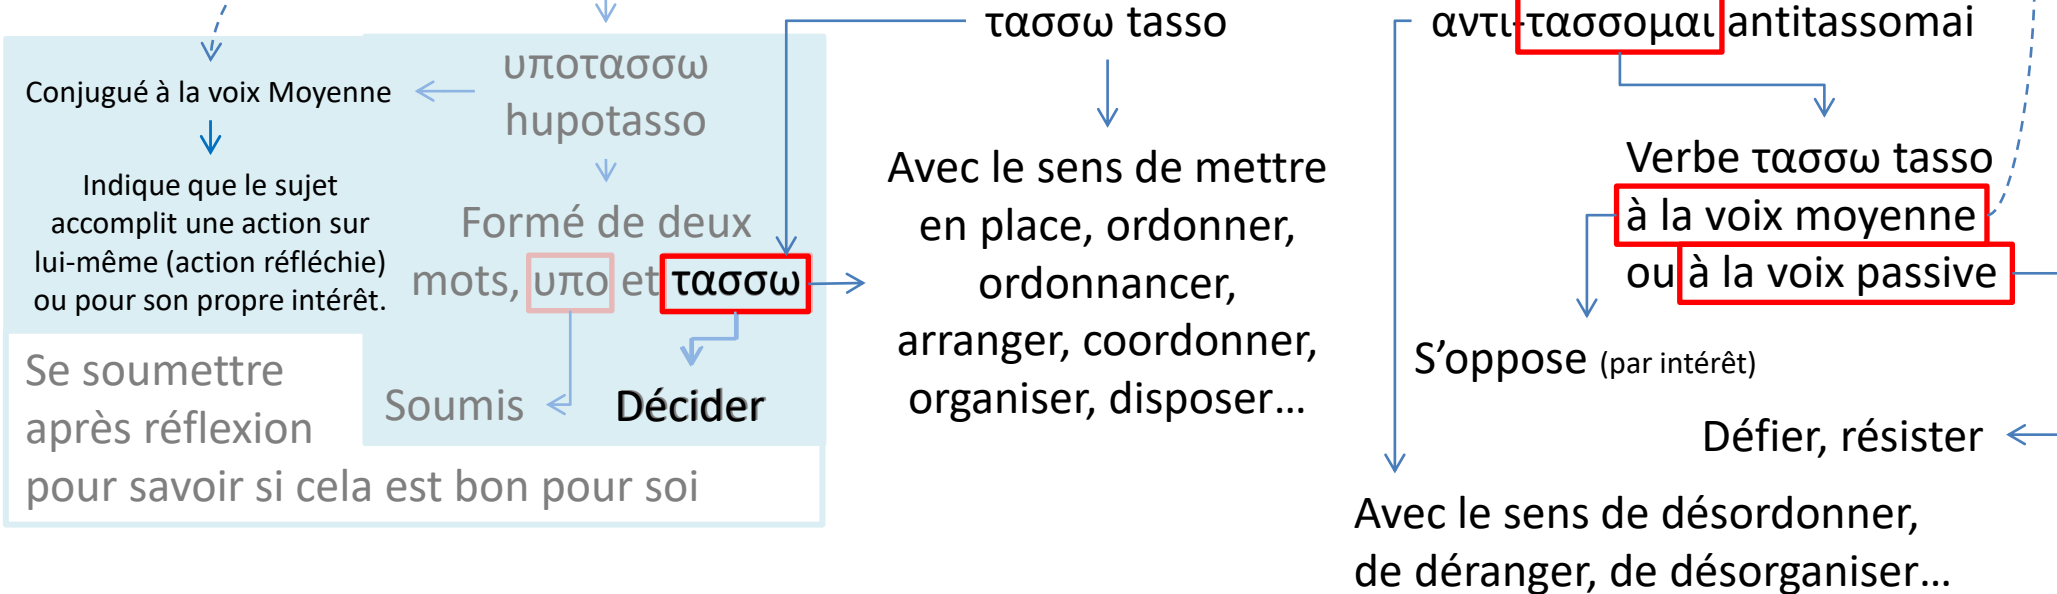 Conjugué à la voix Moyenne
Indique que le sujet
accomplit une action sur
lui-même (action réfléchie)
ou pour son propre intérêt.
υποτασσω
hupotasso
Formé de deux
mots, υπο et τασσω
Soumis
Décider
Se soumettre
après réflexion
pour savoir si cela est bon pour soi
τασσω tasso
Avec le sens de mettre
en place, ordonner,
ordonnancer,
arranger, coordonner,
organiser, disposer…
αντι-τασσομαι antitassomai
Verbe τασσω tasso
à la voix moyenne
ou à la voix passive
S’oppose (par intérêt)
Défier, résister
Avec le sens de désordonner,
de déranger, de désorganiser…